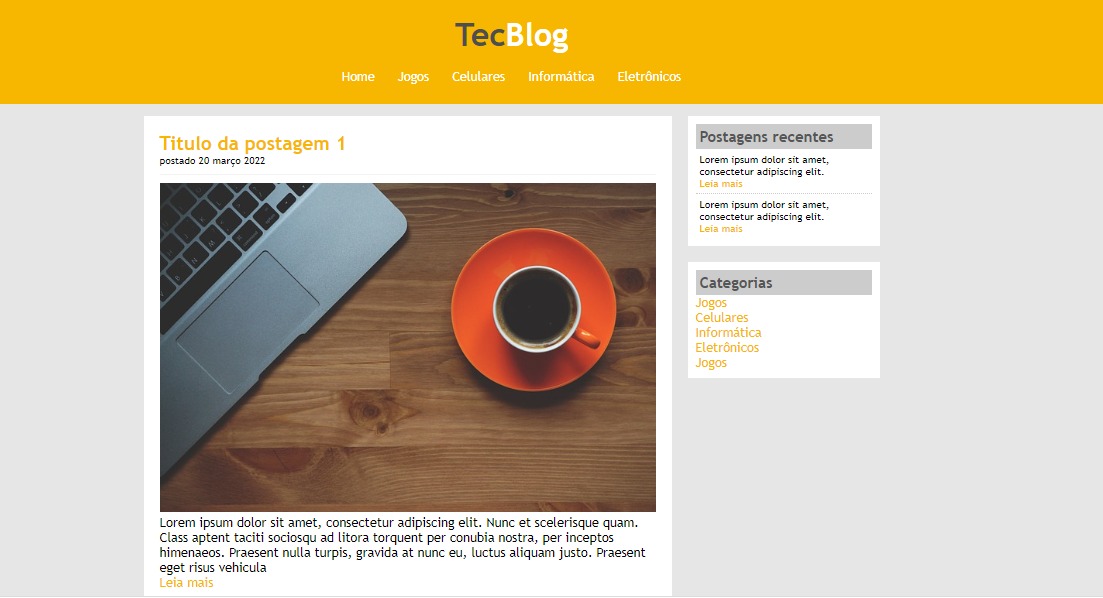 TecBlog
Home Jogos Celulares Informática Eletrônicos
Titulo da postagem 1
postado 20 março 2022
Lorem ipsum dolor sit amet, consectetur adipiscing elit. Nunc et scelerisque quam.
Class aptent taciti sociosqu ad litora torquent per conubia nostra, per inceptos
himenaeos. Praesent nulla turpis, gravida at nunc eu, luctus aliquam justo. Praesent
eget risus vehicula
Leia mais
Postagens recentes
Lorem ipsum dolor sit amet,
consectetur adipiscing elit.
Leia mais
Lorem ipsum dolor sit amet,
consectetur adipiscing elit.
Leia mais
Categorias
Jogos
Celulares
Informática
Eletrônicos
Jogos